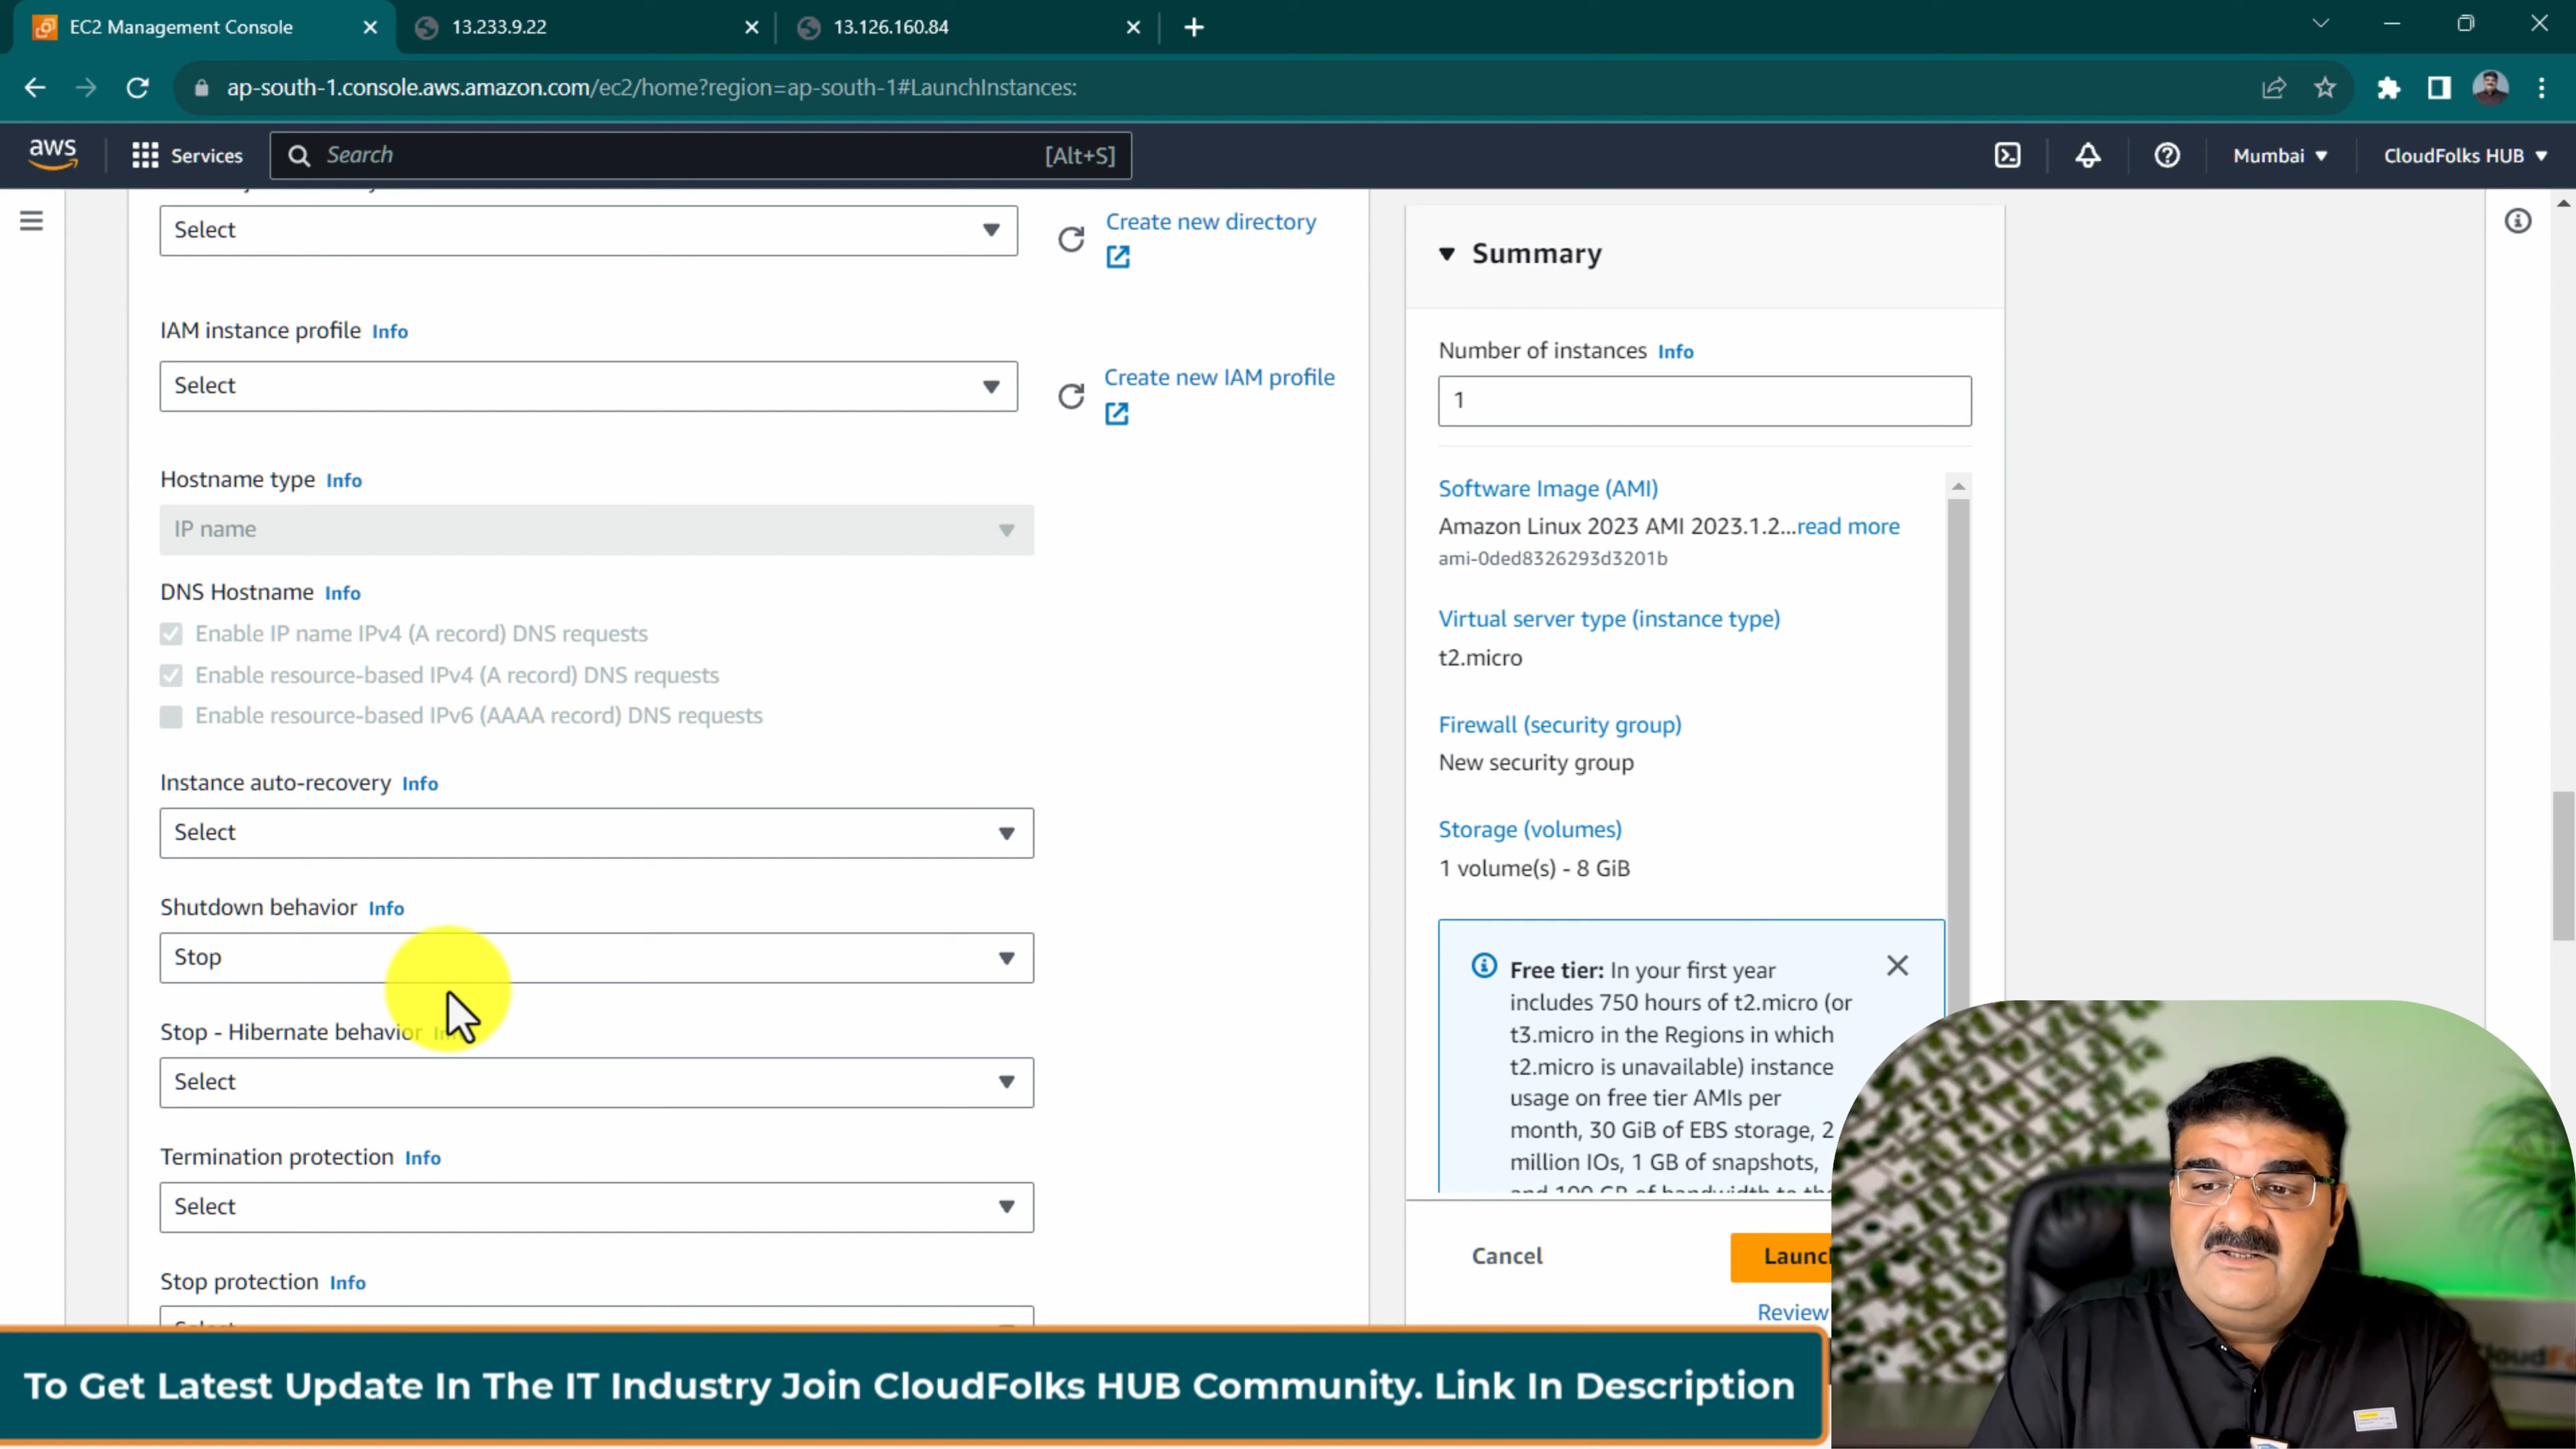 EC2 Management Console
13.233.9.22
13.126.160.84
ap-south-1.console.aws.amazon.com/ec2/home?region=ap-south-1#LaunchInstances:
aws
Services
Search
[Alt+S]
Mumbai
CloudFolks HUB
Select
Create new directory
IAM instance profile Info
Select
Create new IAM profile
Hostname type Info
IP name
DNS Hostname Info
Enable IP name IPv4 (A record) DNS requests
Enable resource-based IPv4 (A record) DNS requests
Enable resource-based IPv6 (AAAA record) DNS requests
Instance auto-recovery Info
Select
Shutdown behavior Info
Stop
Stop - Hibernate behavior
Select
Termination protection Info
Select
Stop protection Info
Summary
Number of instances Info
1
Software Image (AMI)
Amazon Linux 2023 AMI 2023.1.2...read more
ami-0ded8326293d3201b
Virtual server type (instance type)
t2.micro
Firewall (security group)
New security group
Storage (volumes)
1 volume(s) - 8 GiB
Free tier: In your first year
includes 750 hours of t2.micro (or
t3.micro in the Regions in which
t2.micro is unavailable) instance
usage on free tier AMIs per
month, 30 GiB of EBS storage, 2
million IOs, 1 GB of snapshots,
Cancel
Launch
Review
To Get Latest Update In The IT Industry Join CloudFolks HUB Community. Link In Description